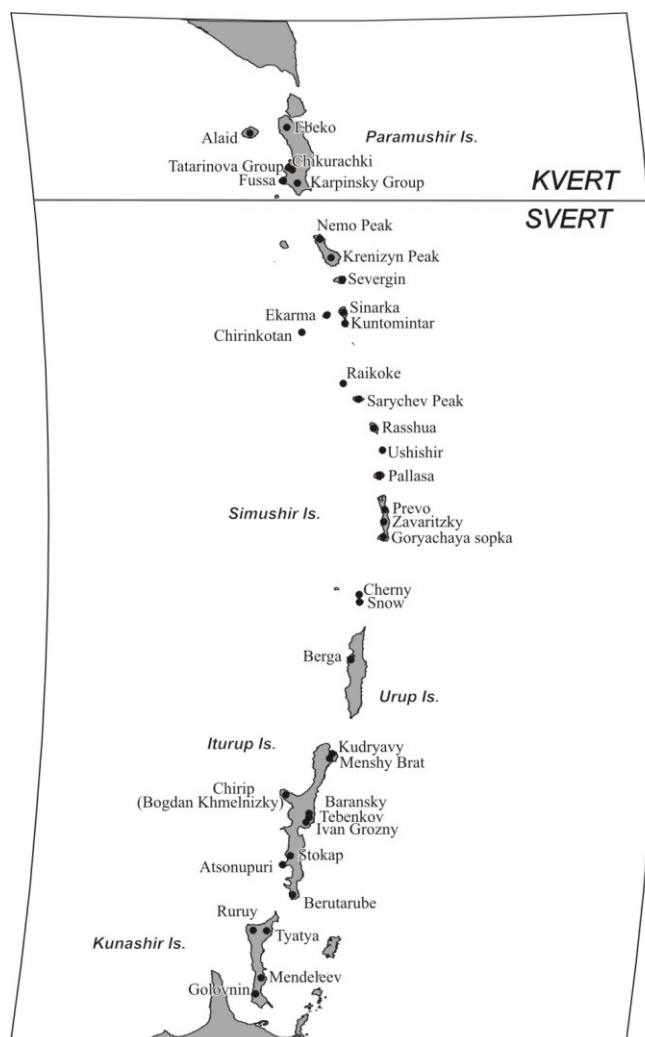 Ebeko
Paramushir Is.
Alaid
Chikurachki
Tatarinova Group
Fussa
Karpinsky Group
KVERT
SVERT
Nemo Peak
Krenizyn Peak
Severgin
Sinarka
Ekarma
Kuntomintar
Chirinkotan
Raikoke
Sarychev Peak
Rasshua
Ushishir
Pallasa
Prevo
Simushir Is.
Zavaritzky
Goryachaya sopka
Cherny
Snow
Berga
Urup Is.
Iturup Is.
Kudryavy
Menshy Brat
Chirip
(Bogdan Khmelnizky)
Baransky
Tebenkov
Ivan Grozny
Stokap
Atsonupuri
Berutarube
Ruruy
Tyatya
Kunashir Is.
Mendeleev
Golovnin